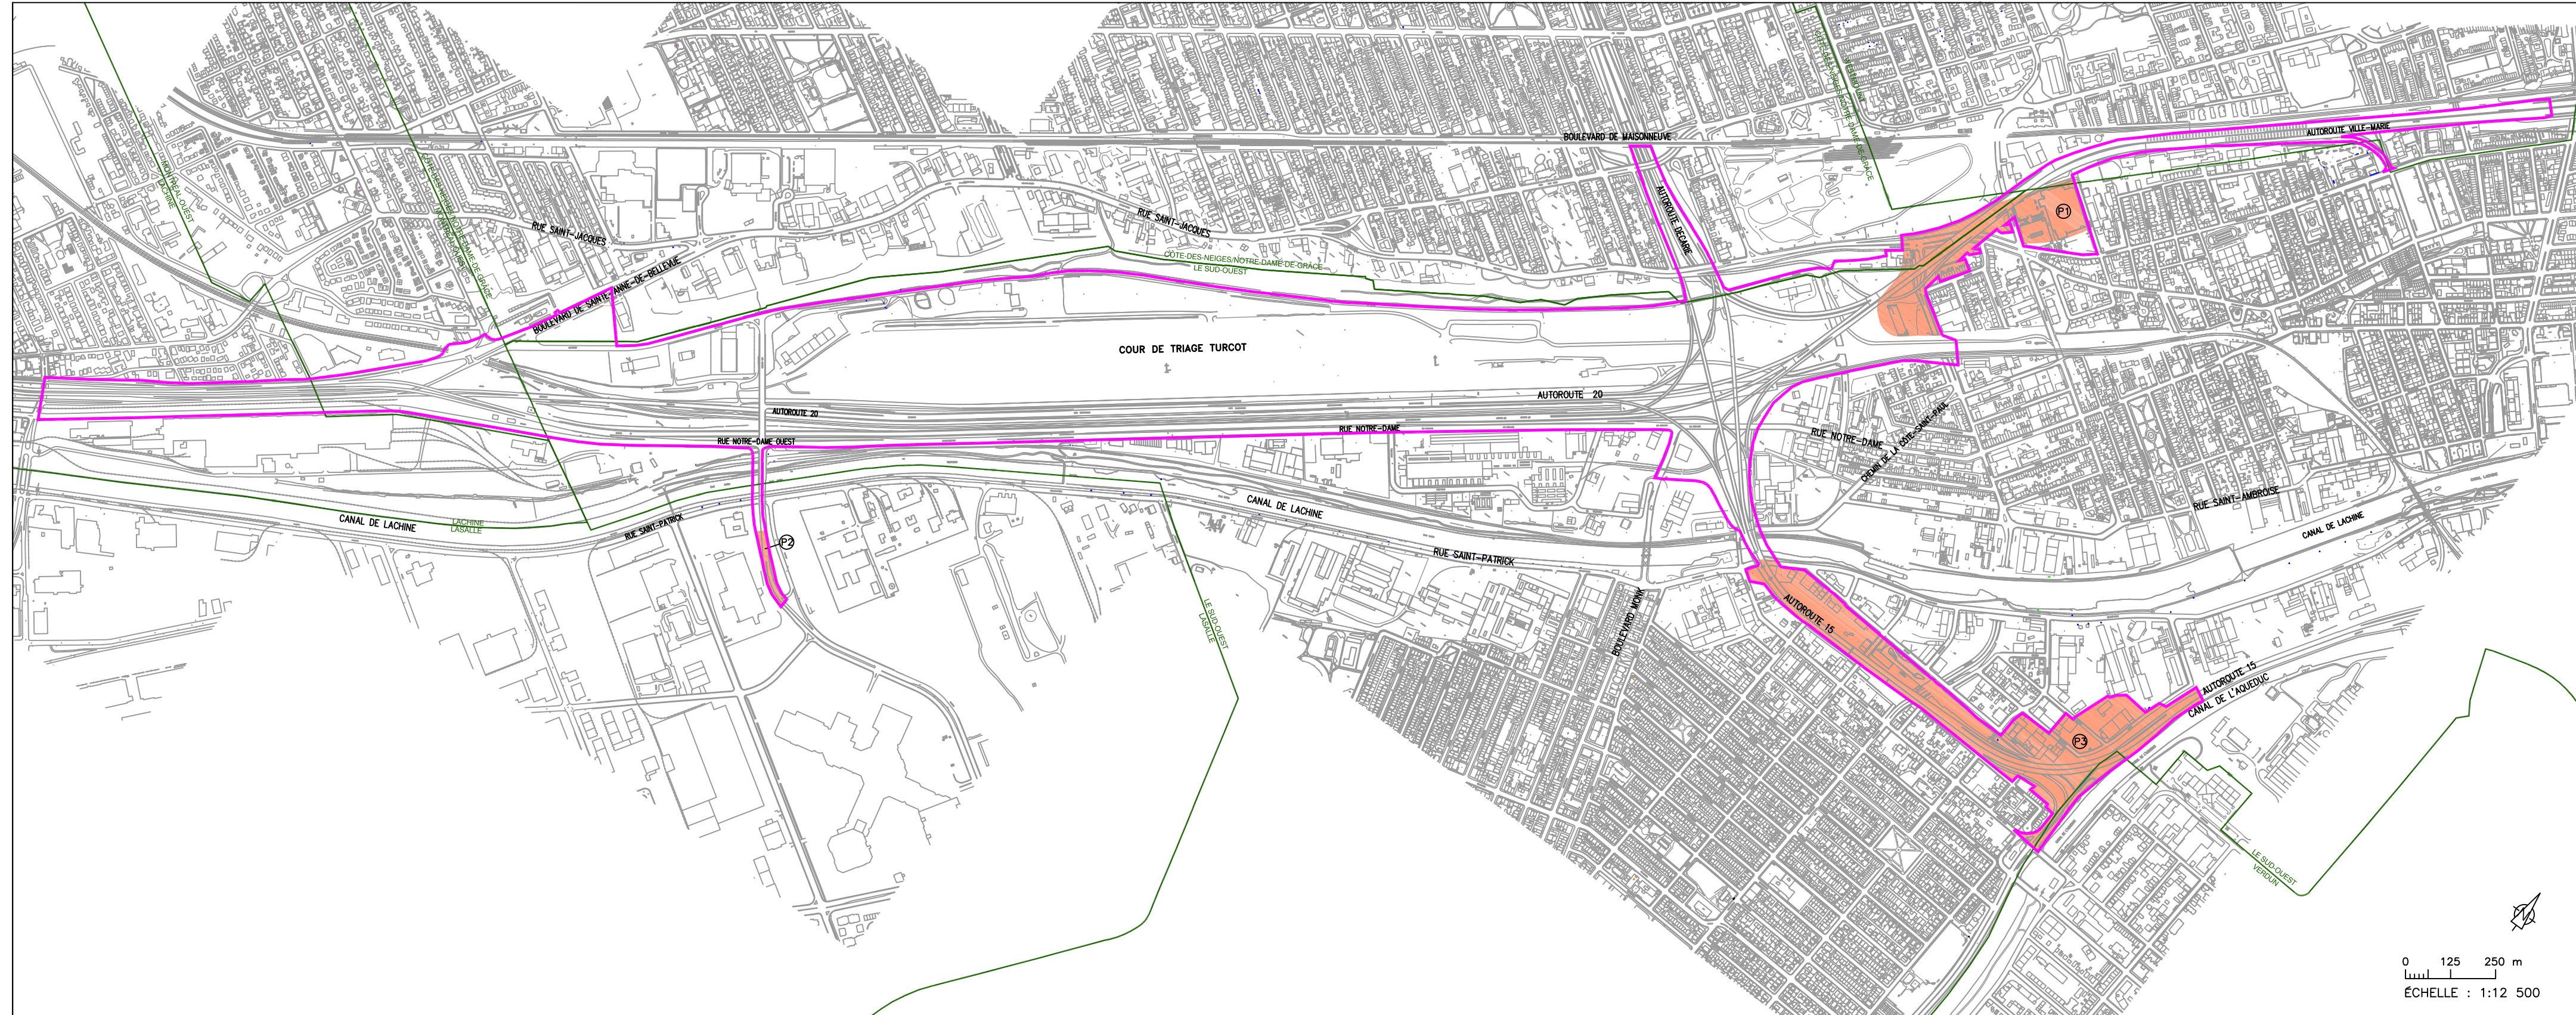 BOULEVARD DE MAISONNEUVE
AUTOROUTE VILLE-MARIE
MONTRÉAL-OUEST
LACHINE
WESTMOUNT
AUTOROUTE DÉCARIE
P1
RUE SAINT-JACQUES
RUE SAINT-JACQUES
CÔTE-DES-NEIGES/NOTRE-DAME-DE-GRÂCE
LE SUD-OUEST
BOULEVARD DE SAINTE-ANNE-DE-BELLEVUE
COUR DE TRIAGE TURCOT
AUTOROUTE 20
AUTOROUTE 20
RUE NOTRE-DAME OUEST
RUE NOTRE-DAME
RUE NOTRE-DAME
CHEMIN DE LA CÔTE-SAINT-PAUL
RUE SAINT-AMBROISE
CANAL DE LACHINE
LACHINE
LASALLE
RUE SAINT-PATRICK
CANAL DE LACHINE
CANAL DE LACHINE
P2
RUE SAINT-PATRICK
LE SUD-OUEST
LASALLE
BOULEVARD MONK
AUTOROUTE 15
AUTOROUTE 15
CANAL DE L'AQUEDUC
P3
LE SUD-OUEST
VERDUN
0 125 250 m
ÉCHELLE : 1:12 500